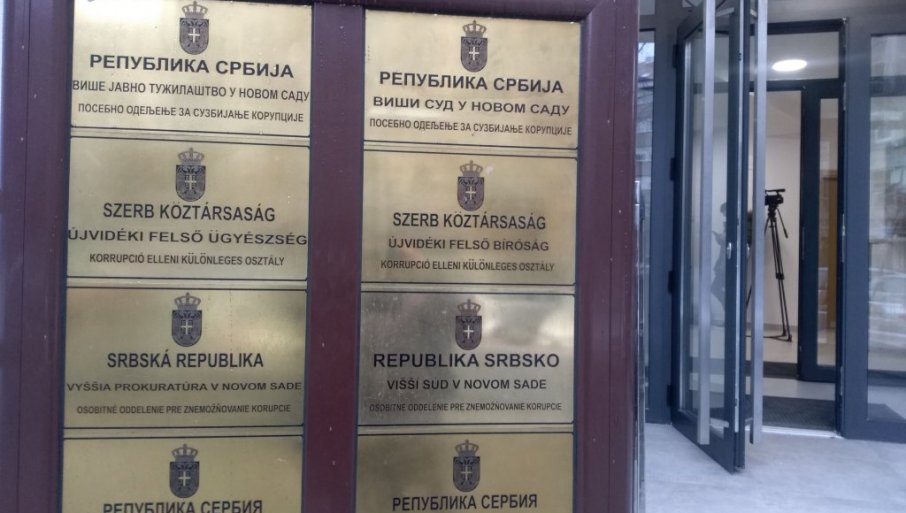 РЕПУБЛИКА СРБИЈА
ВИШЕ ЈАВНО ТУЖИЛАШТВО У НОВОМ САДУ
ПОСЕБНО ОДЕЉЕЊЕ ЗА СУЗБИЈАЊЕ КОРУПЦИЈЕ
SZERB KÖZTÁRSASÁG
ÚJVIDÉKI FELSŐ ÜGYÉSZSÉG
KORRUPCIÓ ELLENI KÜLÖNLEGES OSZTÁLY
SRBSKÁ REPUBLIKA
VYŠŠIA PROKURATÚRA V NOVOM SADE
OSOBITNÉ ODDELENIE PRE ZNEMOŽŇOVANIE KORUPCIE
РЕПУБЛИКА СЕРБИЯ
РЕПУБЛИКА СРБИЈА
ВИШИ СУД У НОВОМ САДУ
ПОСЕБНО ОДЕЉЕЊЕ ЗА СУЗБИЈАЊЕ КОРУПЦИЈЕ
SZERB KÖZTÁRSASÁG
ÚJVIDÉKI FELSŐ BÍRÓSÁG
KORRUPCIÓ ELLENI KÜLÖNLEGES OSZTÁLY
REPUBLIKA SRBSKO
VIŠŠI SUD V NOVOM SADE
OSOBITNÉ ODDELENIE PRE ZNEMOŽŇOVANIE KORUPCIE
РЕПУБЛИКА СЕРБИЯ